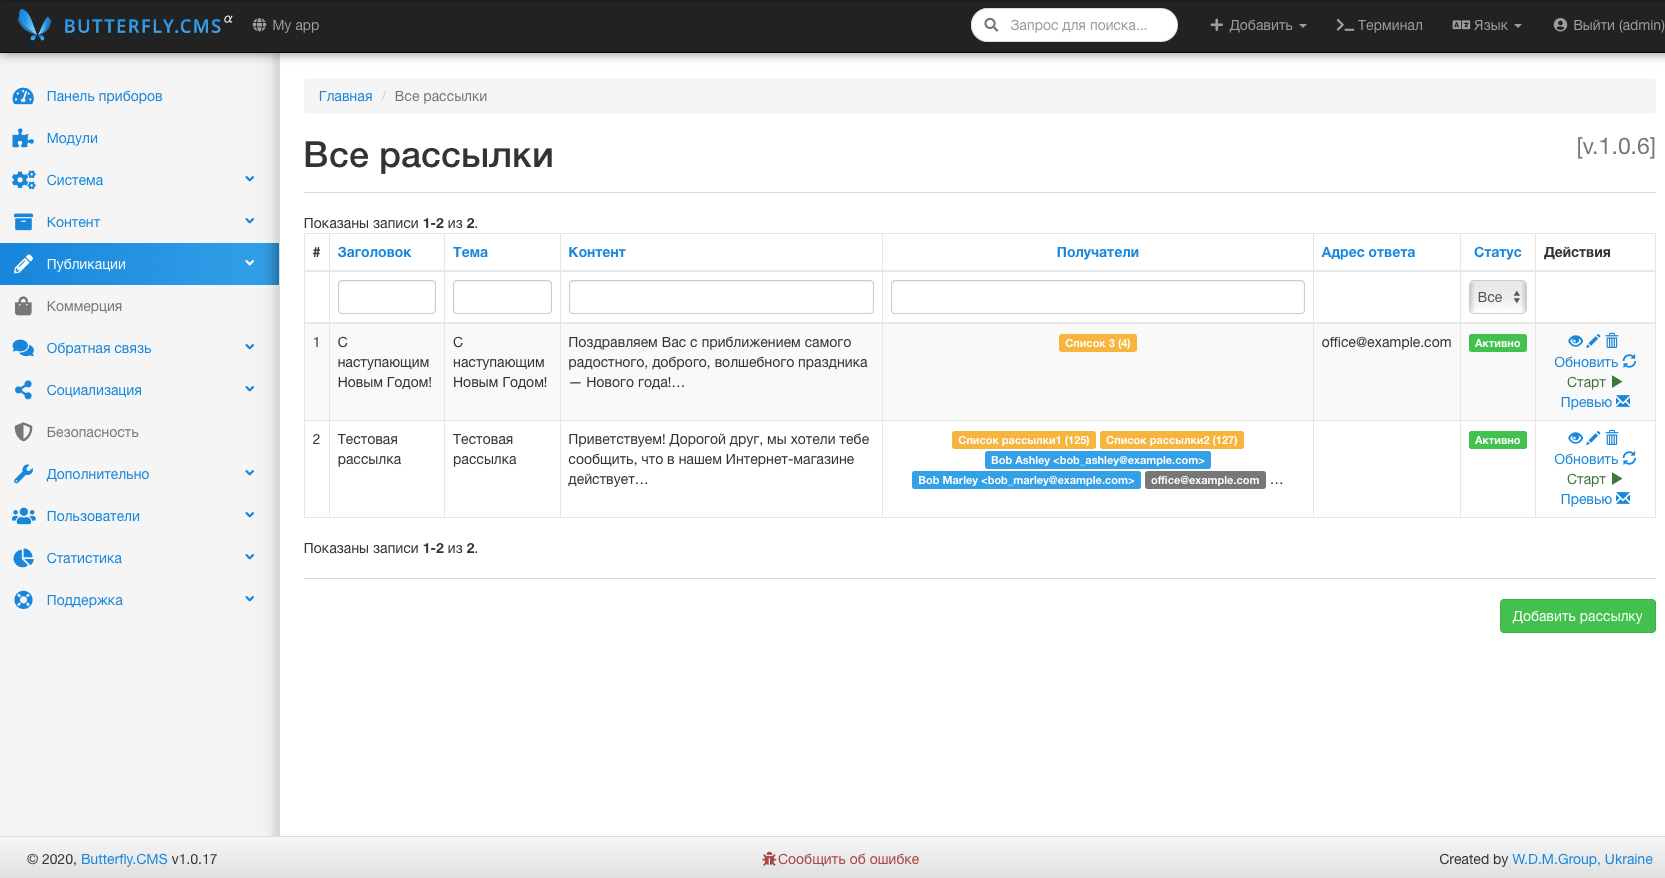 BUTTERFLY.CMS α
My app
Запрос для поиска...
Добавить
Терминал
Язык
Выйти (admin)
Панель приборов
Модули
Система
Контент
Публикации
Коммерция
Обратная связь
Социализация
Безопасность
Дополнительно
Пользователи
Статистика
Поддержка
Главная / Все рассылки
Все рассылки
[v.1.0.6]
Показаны записи 1-2 из 2.
# Заголовок Тема Контент Получатели Адрес ответа Статус Действия
Все
1
С
наступающим
Новым Годом!
С
наступающим
Новым Годом!
Поздравляем Вас с приближением самого
радостного, доброго, волшебного праздника
— Нового года!...
Список 3 (4)
office@example.com
Активно
Обновить
Старт
Превью
2
Тестовая
рассылка
Тестовая
рассылка
Приветствуем! Дорогой друг, мы хотели тебе
сообщить, что в нашем Интернет-магазине
действует...
Список рассылки1 (125) Список рассылки2 (127)
Bob Ashley <bob_ashley@example.com>
Bob Marley <bob_marley@example.com> office@example.com ...
Активно
Обновить
Старт
Превью
Показаны записи 1-2 из 2.
Добавить рассылку
© 2020, Butterfly.CMS v1.0.17
Сообщить об ошибке
Created by W.D.M.Group, Ukraine